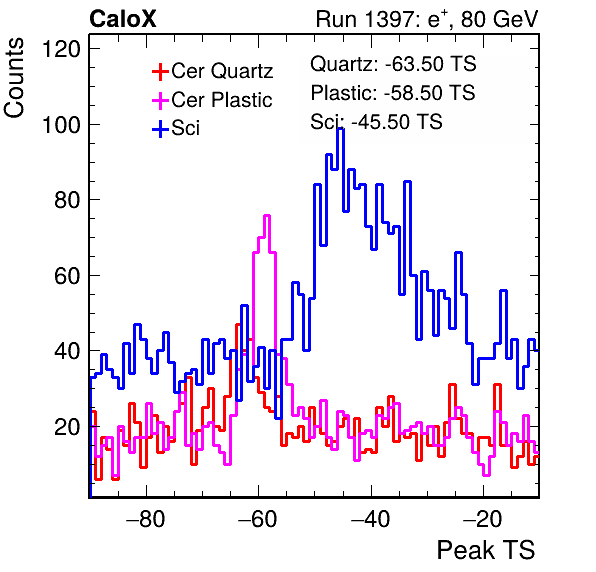 CaloX Run 1397: e+, 80 GeV
Counts
120
100
80
60
40
20
Cer Quartz
Cer Plastic
Sci
Quartz: -63.50 TS
Plastic: -58.50 TS
Sci: -45.50 TS
−80 −60 −40 −20
Peak TS